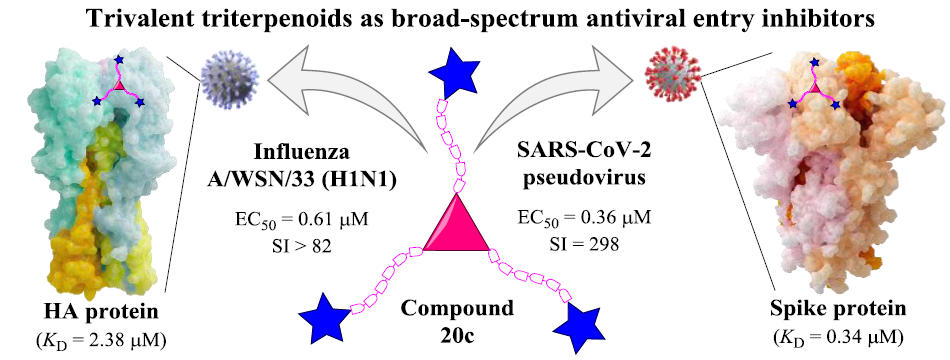 Trivalent triterpenoids as broad-spectrum antiviral entry inhibitors
Influenza
A/WSN/33 (H1N1)
EC₅₀ = 0.61 μM
SI > 82
SARS-CoV-2
pseudovirus
EC₅₀ = 0.36 μM
SI = 298
HA protein
(K_D = 2.38 μM)
Compound
20c
Spike protein
(K_D = 0.34 μM)